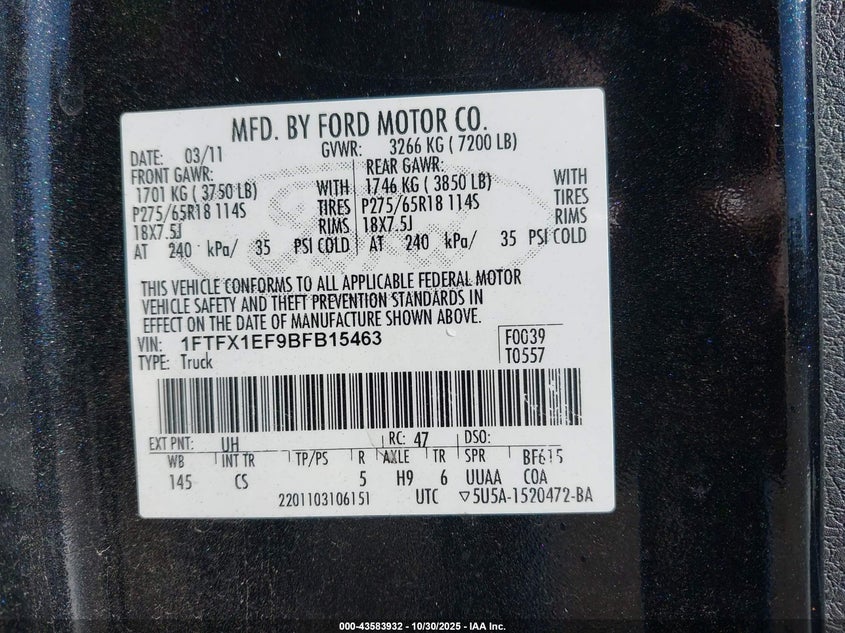 MFD. BY FORD MOTOR CO.
DATE: 03/11 GVWR: 3266 KG ( 7200 LB)
FRONT GAWR: REAR GAWR:
1701 KG ( 3750 LB) WITH 1746 KG ( 3850 LB) WITH
P275/65R18 114S TIRES P275/65R18 114S TIRES
18X7.5J RIMS 18X7.5J RIMS
AT 240 kPa/ 35 PSI COLD AT 240 kPa/ 35 PSI COLD
THIS VEHICLE CONFORMS TO ALL APPLICABLE FEDERAL MOTOR
VEHICLE SAFETY AND THEFT PREVENTION STANDARDS IN
EFFECT ON THE DATE OF MANUFACTURE SHOWN ABOVE.
VIN: 1FTFX1EF9BFB15463 F0039
TYPE: Truck T0557
EXT PNT: UH RC: 47 DSO:
WB INT TR TP/PS R AXLE TR SPR BF615
145 CS 5 H9 6 UUAA COA
2201103106151 UTC ▽5U5A-1520472-BA
000-43583932 - 10/30/2025 - IAA Inc.